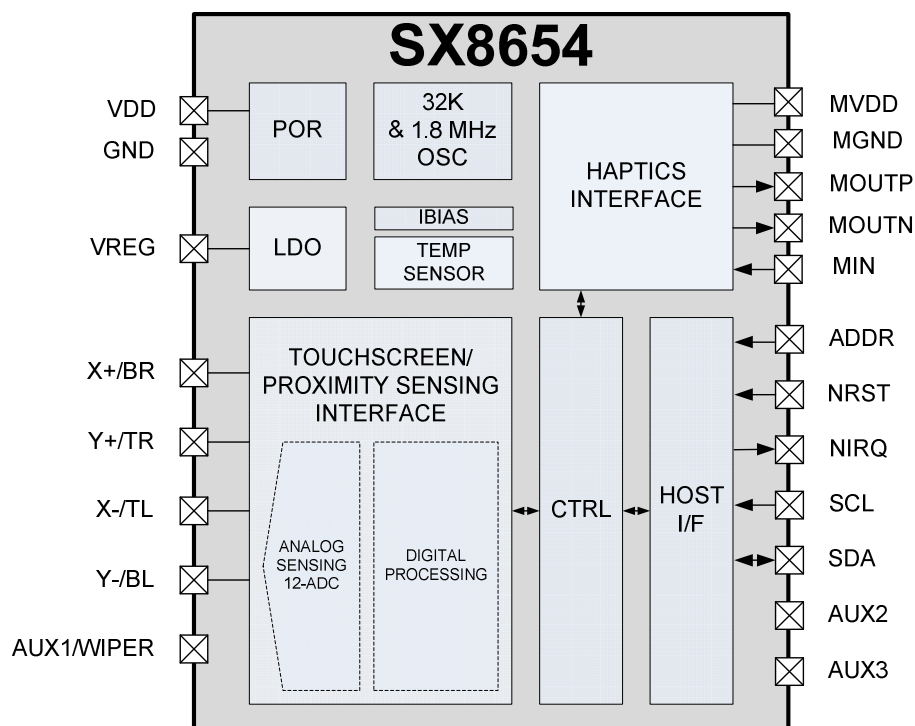 SX8654
VDD
GND
VREG
X+/BR
Y+/TR
X-/TL
Y-/BL
AUX1/WIPER
POR
32K
& 1.8 MHz
OSC
LDO
IBIAS
TEMP
SENSOR
HAPTICS
INTERFACE
TOUCHSCREEN/
PROXIMITY SENSING
INTERFACE
ANALOG
SENSING
12-ADC
DIGITAL
PROCESSING
CTRL
HOST
I/F
MVDD
MGND
MOUTP
MOUTN
MIN
ADDR
NRST
NIRQ
SCL
SDA
AUX2
AUX3